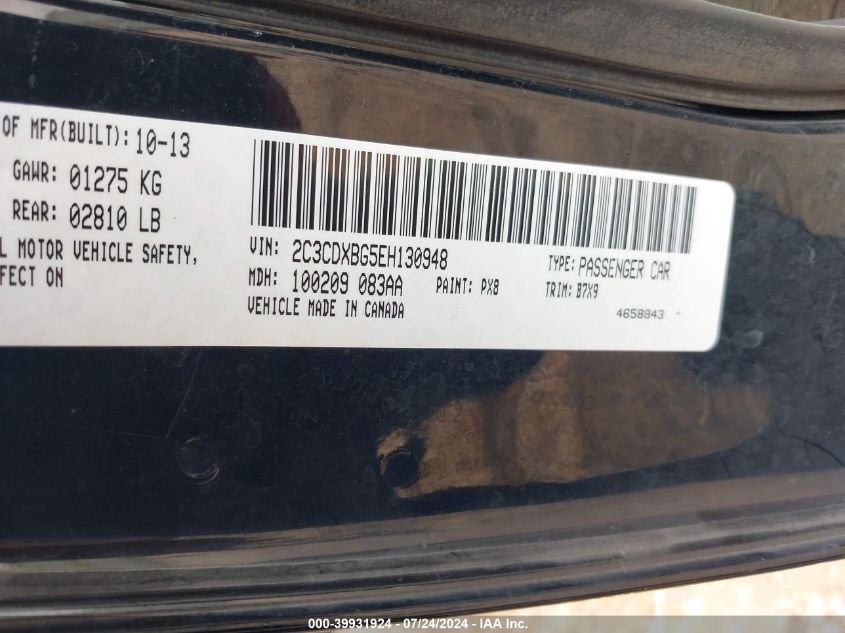 OF MFR(BUILT): 10-13
GAWR: 01275 KG
REAR: 02810 LB
MOTOR VEHICLE SAFETY,
ON
VIN: 2C3CDXBG5EH130948
TYPE: PASSENGER CAR
MDH: 100209 083AA
PAINT: PX8
TRIM: B7X9
VEHICLE MADE IN CANADA
4658843
000-39931924 - 07/24/2024 - IAA Inc.